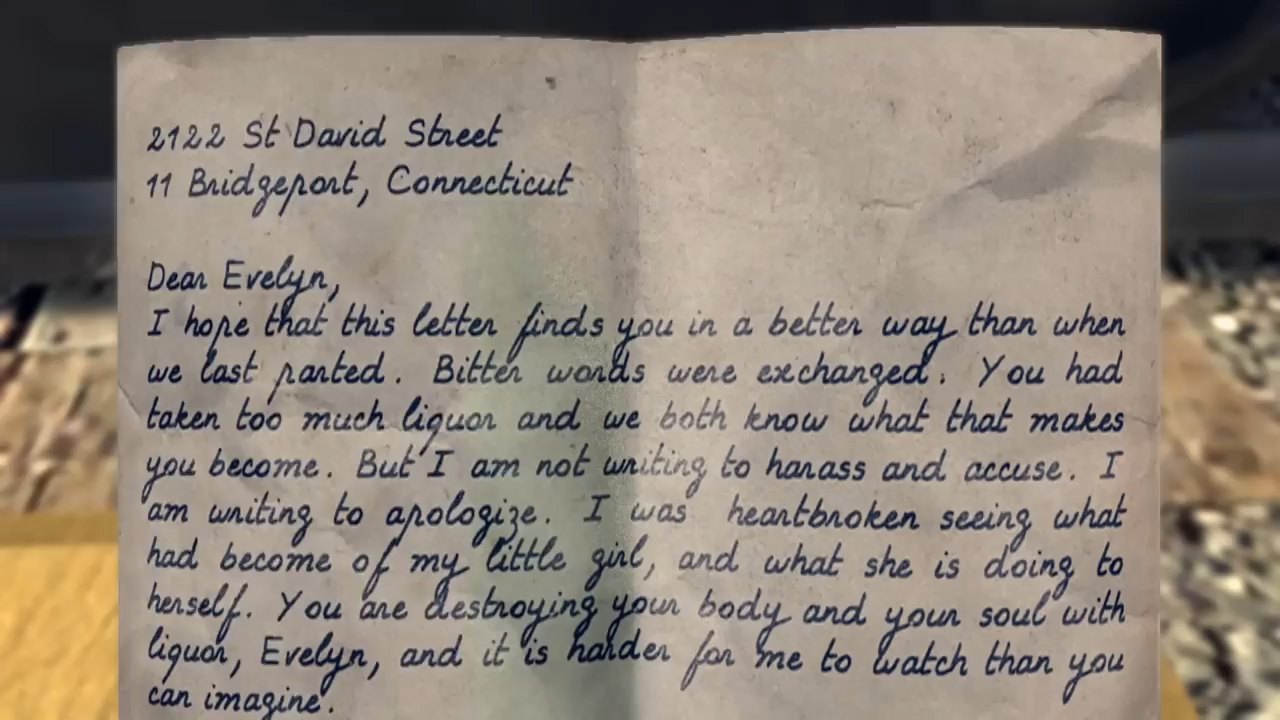 2122 St David Street
11 Bridgeport, Connecticut
Dear Evelyn,
I hope that this letter finds you in a better way than when
we last parted. Bitter words were exchanged. You had
taken too much liquor and we both know what that makes
you become. But I am not writing to harass and accuse. I
am writing to apologize. I was heartbroken seeing what
had become of my little girl, and what she is doing to
herself. You are destroying your body and your soul with
liquor, Evelyn, and it is harder for me to watch than you
can imagine.